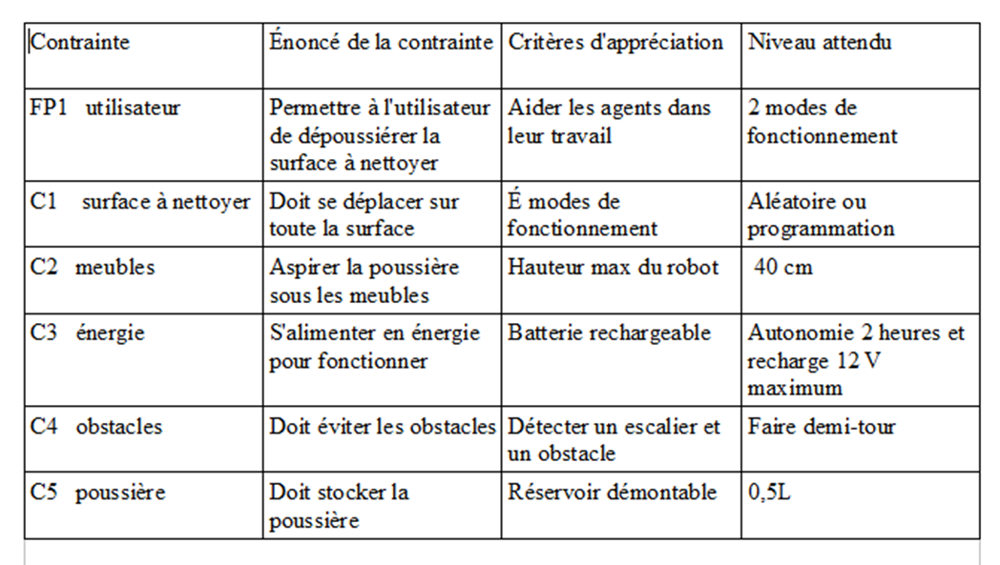 Contrainte Énoncé de la contrainte Critères d'appréciation Niveau attendu
FP1 utilisateur Permettre à l'utilisateur Aider les agents dans 2 modes de
de dépoussiérer la leur travail fonctionnement
surface à nettoyer
C1 surface à nettoyer Doit se déplacer sur É modes de Aléatoire ou
toute la surface fonctionnement programmation
C2 meubles Aspirer la poussière Hauteur max du robot 40 cm
sous les meubles
C3 énergie S'alimenter en énergie Batterie rechargeable Autonomie 2 heures et
pour fonctionner recharge 12 V
maximum
C4 obstacles Doit éviter les obstacles Détecter un escalier et Faire demi-tour
un obstacle
C5 poussière Doit stocker la Réservoir démontable 0,5L
poussière